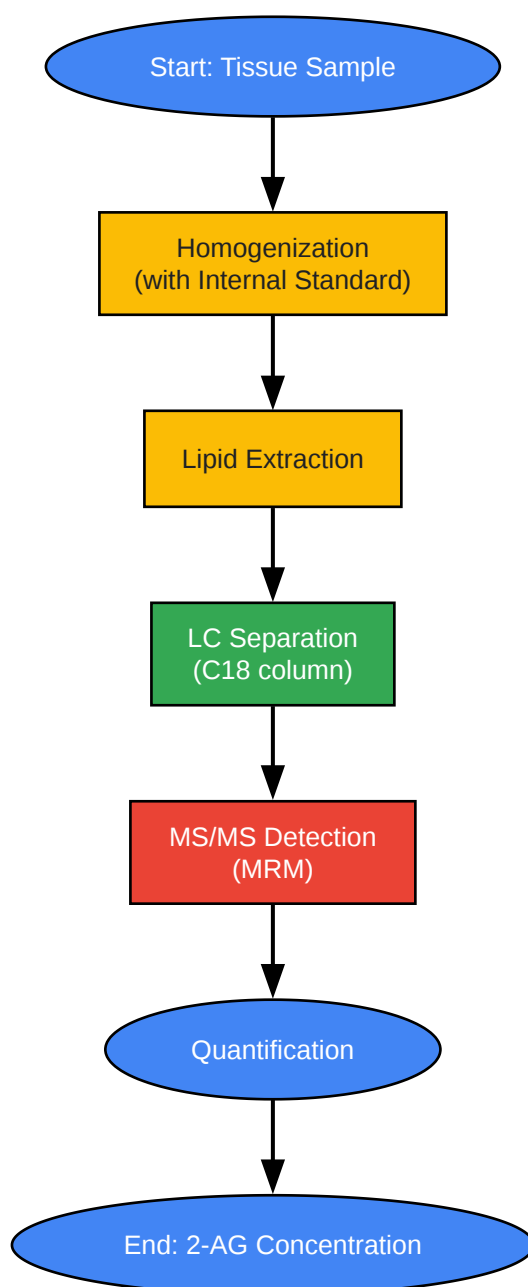 Start: Tissue Sample
Homogenization
(with Internal Standard)
Lipid Extraction
LC Separation
(C18 column)
MS/MS Detection
(MRM)
Quantification
End: 2-AG Concentration